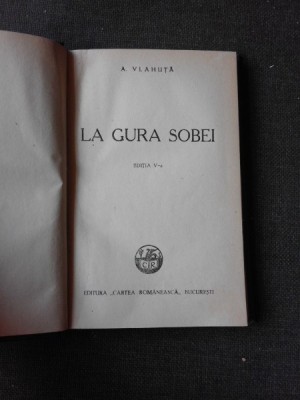 A. VLAHUȚĂ
LA GURA SOBEI
EDIȚIA V-a
EDITURA „CARTEA ROMÂNEASCĂ„ BUCUREȘTI